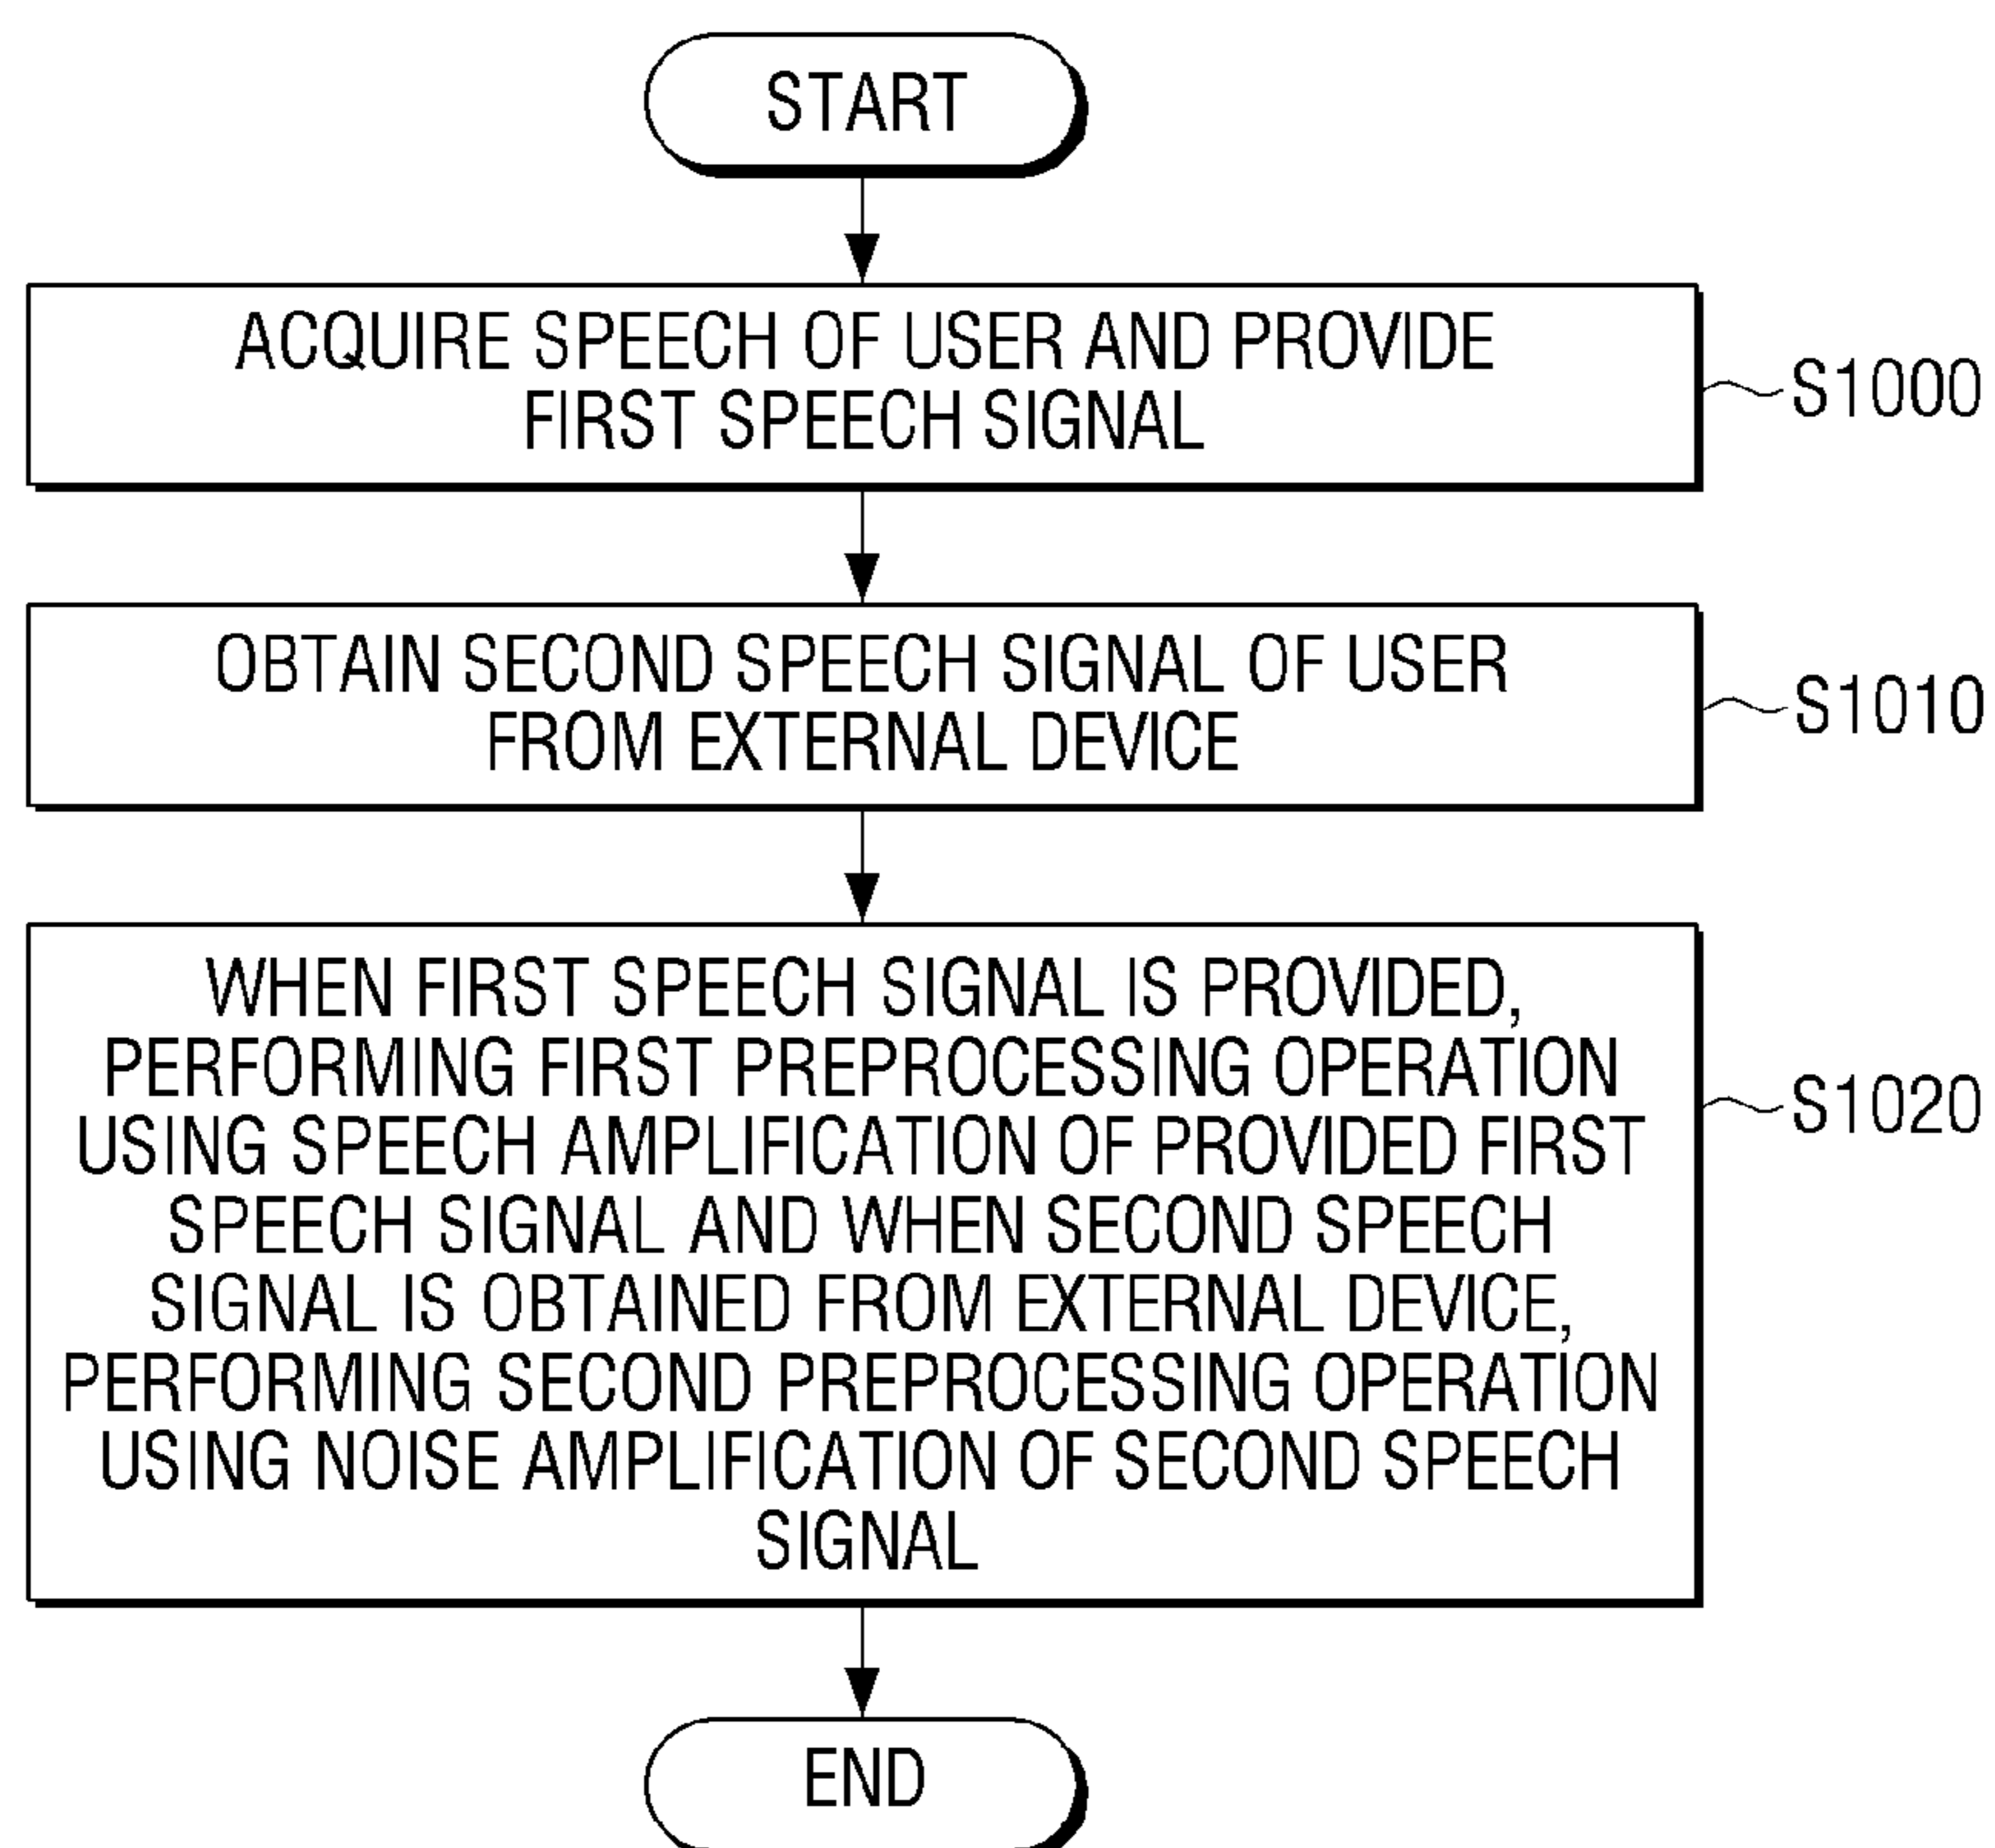 START
ACQUIRE SPEECH OF USER AND PROVIDE
FIRST SPEECH SIGNAL
S1000
OBTAIN SECOND SPEECH SIGNAL OF USER
FROM EXTERNAL DEVICE
S1010
WHEN FIRST SPEECH SIGNAL IS PROVIDED,
PERFORMING FIRST PREPROCESSING OPERATION
USING SPEECH AMPLIFICATION OF PROVIDED FIRST
SPEECH SIGNAL AND WHEN SECOND SPEECH
SIGNAL IS OBTAINED FROM EXTERNAL DEVICE,
PERFORMING SECOND PREPROCESSING OPERATION
USING NOISE AMPLIFICATION OF SECOND SPEECH
SIGNAL
S1020
END